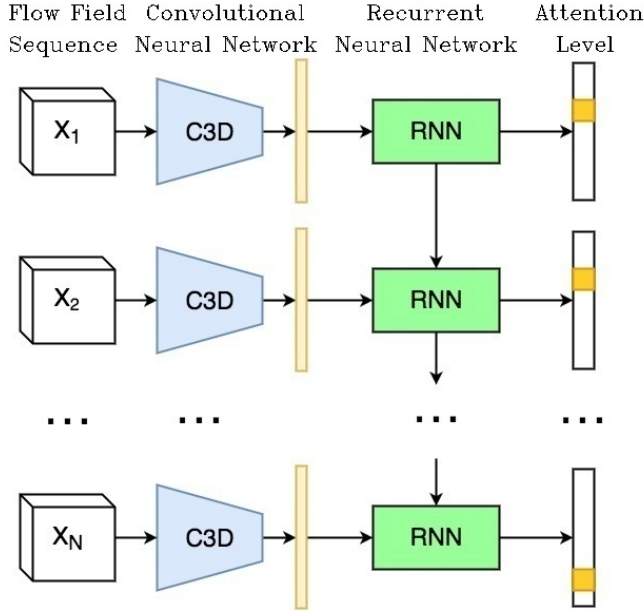 Flow Field Convolutional Recurrent Attention
Sequence Neural Network Neural Network Level
X1 C3D RNN
X2 C3D RNN
... ... ... ...
XN C3D RNN